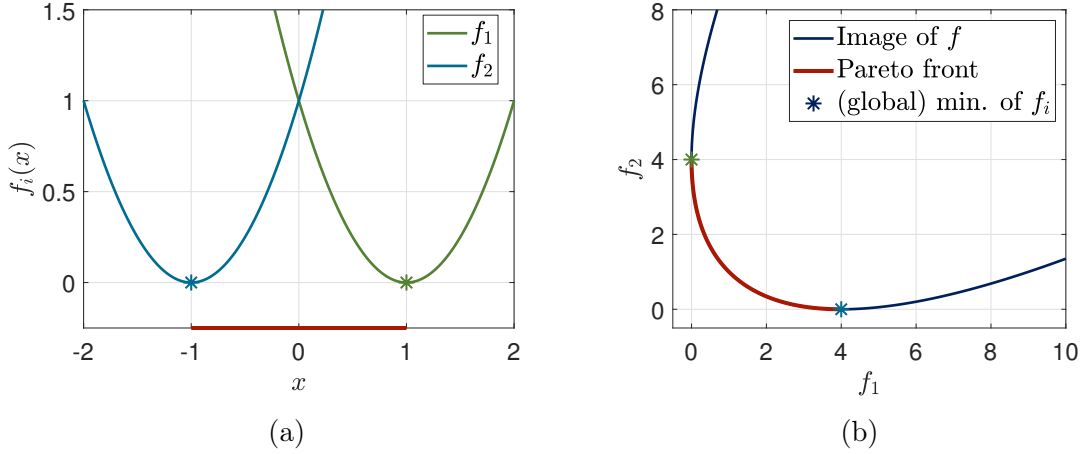 1.5
1
0.5
0
f_i(x)
-2 -1 0 1 2
x
f_1
f_2
(a)
8
6
4
2
0
f_2
0 2 4 6 8 10
f_1
Image of f
Pareto front
(global) min. of f_i
(b)